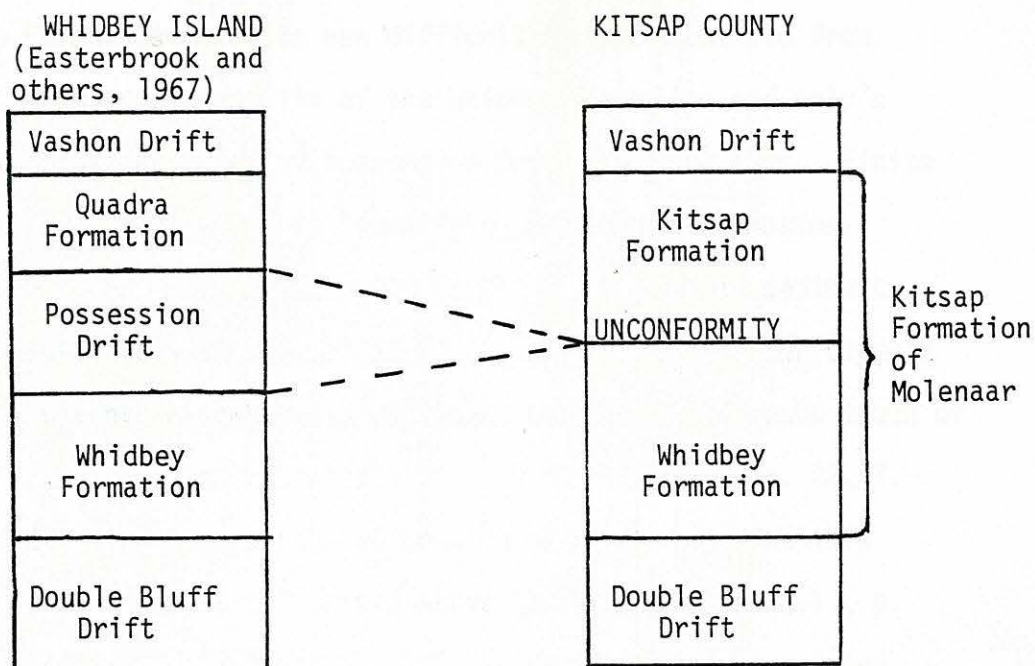 WHIDBEY ISLAND
(Easterbrook and
others, 1967)
Vashon Drift
Quadra
Formation
Possession
Drift
Whidbey
Formation
Double Bluff
Drift
KITSAP COUNTY
Vashon Drift
Kitsap
Formation
UNCONFORMITY
Whidbey
Formation
Double Bluff
Drift
Kitsap
Formation
of
Molenaar